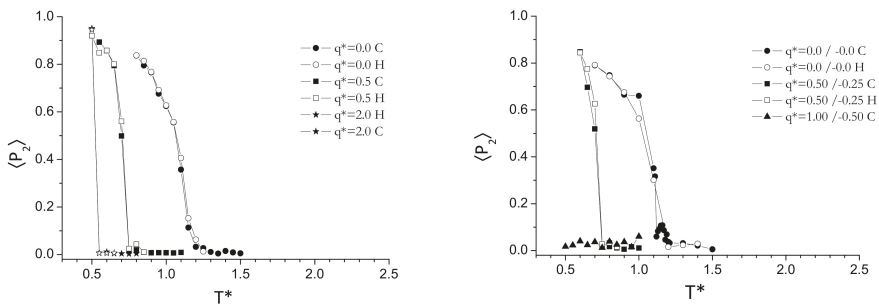 1.0
0.8
0.6
0.4
0.2
0.0
⟨P₂⟩
0.5 1.0 1.5 2.0 2.5
T*
q*=0.0 C
q*=0.0 H
q*=0.5 C
q*=0.5 H
q*=2.0 H
q*=2.0 C
1.0
0.8
0.6
0.4
0.2
0.0
⟨P₂⟩
0.5 1.0 1.5 2.0 2.5
T*
q*=0.0 / -0.0 C
q*=0.0 /-0.0 H
q*=0.50 /-0.25 C
q*=0.50 /-0.25 H
q*=1.00 /-0.50 C